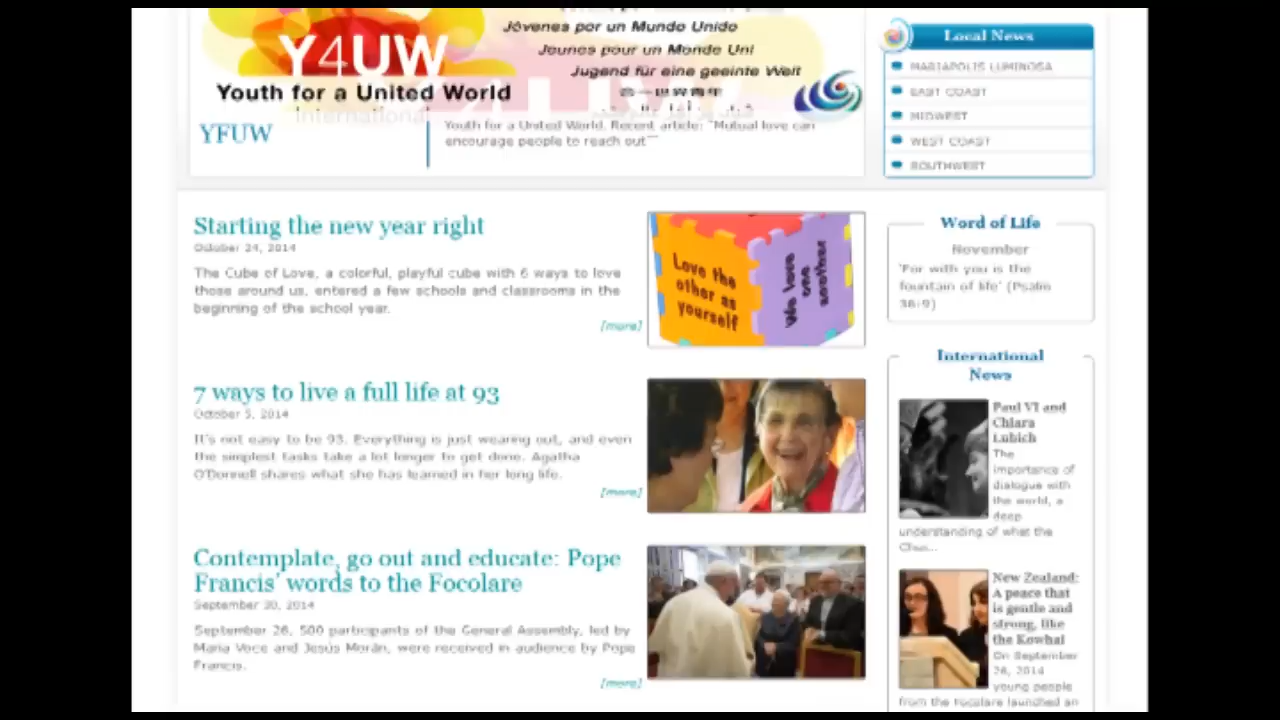 Jóvenes por un Mundo Unido
Jeunes pour un Monde Uni
Jugend für eine geeinte Welt
Y4UW
Youth for a United World
International
YFUW
Youth for a United World. Recent article: "Mutual love can
encourage people to reach out"
Local News
MARIAPOLIS LUMINOSA
EAST COAST
MIDWEST
WEST COAST
SOUTHWEST
Starting the new year right
October 24, 2014
The Cube of Love, a colorful, playful cube with 6 ways to love
those around us, entered a few schools and classrooms in the
beginning of the school year.
[more]
Love the
other as
yourself
We love
one
another
7 ways to live a full life at 93
October 5, 2014
It's not easy to be 93. Everything is just wearing out, and even
the simplest tasks take a lot longer to get done. Agatha
O'Donnell shares what she has learned in her long life.
[more]
Contemplate, go out and educate: Pope
Francis' words to the Focolare
September 30, 2014
September 26, 500 participants of the General Assembly, led by
Maria Voce and Jesús Morán, were received in audience by Pope
Francis.
[more]
Word of Life
November
'For with you is the
fountain of life' (Psalm
36:9)
International
News
Paul VI and
Chiara
Lubich
The
importance of
dialogue with
the world, a
deep
understanding of what the
Chur...
New Zealand:
A peace that
is gentle and
strong, like
the Kowhai
On September
26, 2014
young people
from the Focolare launched an